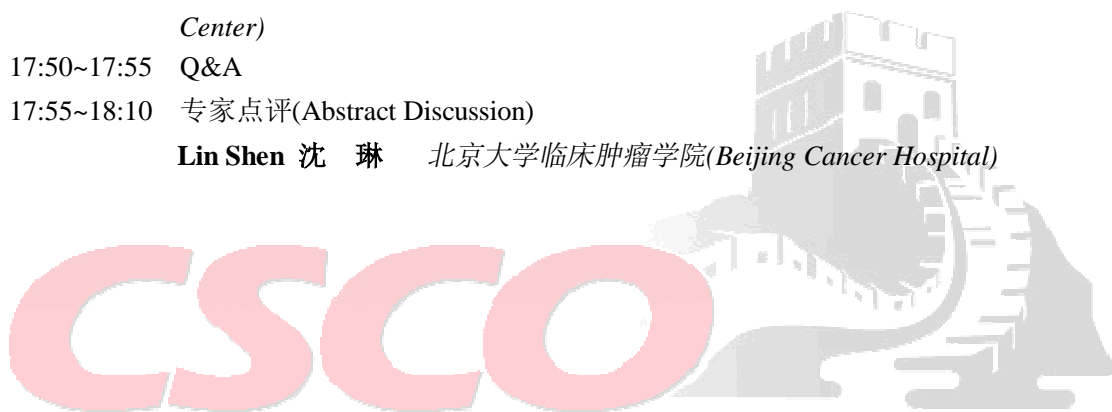 Center)
17:50~17:55 Q&A
17:55~18:10 专家点评(Abstract Discussion)
Lin Shen 沈 琳 北京大学临床肿瘤学院(Beijing Cancer Hospital)
CSCO